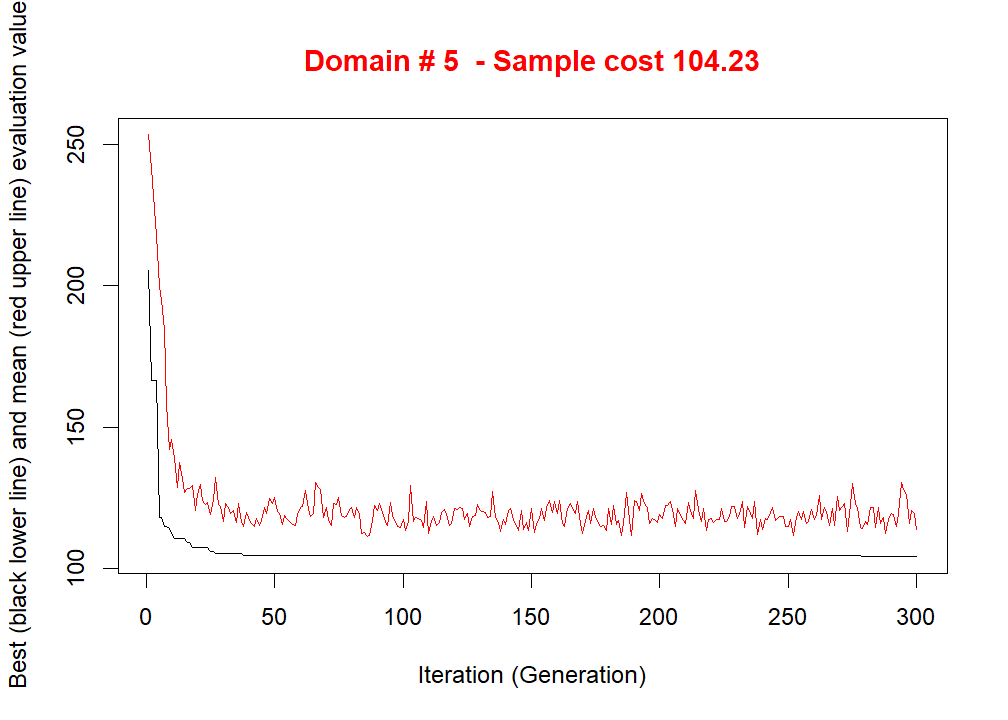 Domain # 5  - Sample cost 104.23
Best (black lower line) and mean (red upper line) evaluation value
250
200
150
100
0 50 100 150 200 250 300
Iteration (Generation)